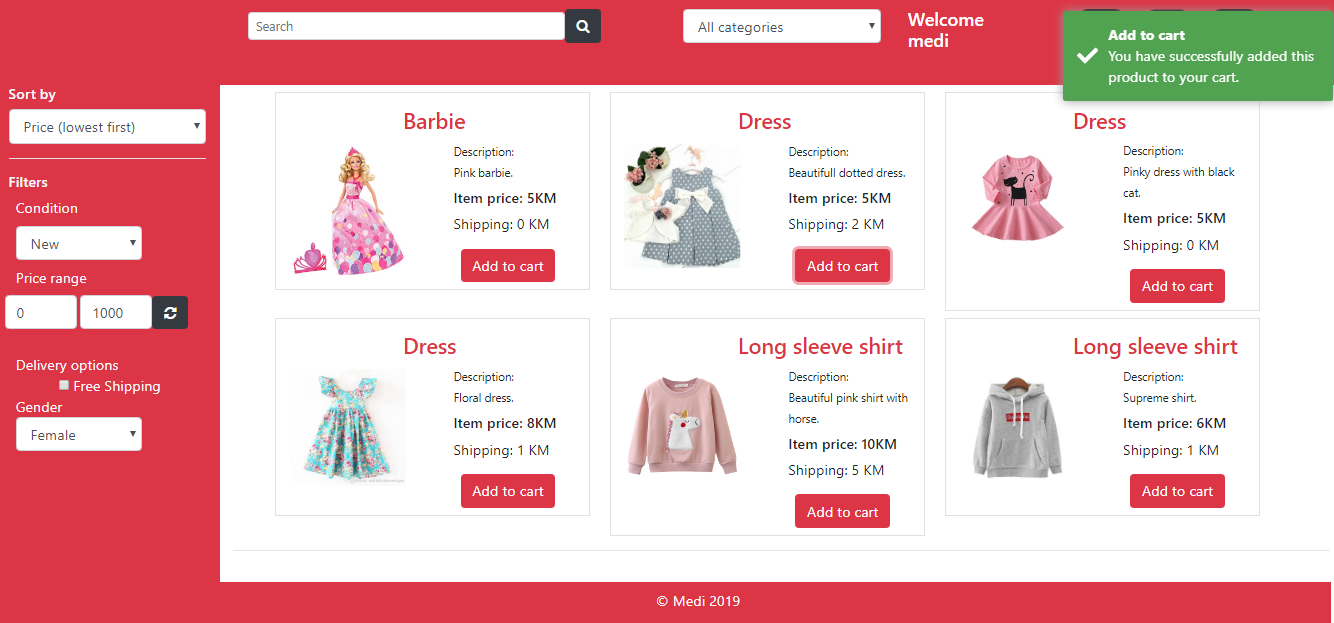 Search
All categories
Welcome
medi
Add to cart
You have successfully added this
product to your cart.
Sort by
Price (lowest first)
Filters
Condition
New
Price range
0
1000
Delivery options
Free Shipping
Gender
Female
Barbie
Description:
Pink barbie.
Item price: 5KM
Shipping: 0 KM
Add to cart
Dress
Description:
Beautifull dotted dress.
Item price: 5KM
Shipping: 2 KM
Add to cart
Dress
Description:
Pinky dress with black
cat.
Item price: 5KM
Shipping: 0 KM
Add to cart
Dress
Description:
Floral dress.
Item price: 8KM
Shipping: 1 KM
Add to cart
Long sleeve shirt
Description:
Beautiful pink shirt with
horse.
Item price: 10KM
Shipping: 5 KM
Add to cart
Long sleeve shirt
Description:
Supreme shirt.
Item price: 6KM
Shipping: 1 KM
Add to cart
© Medi 2019